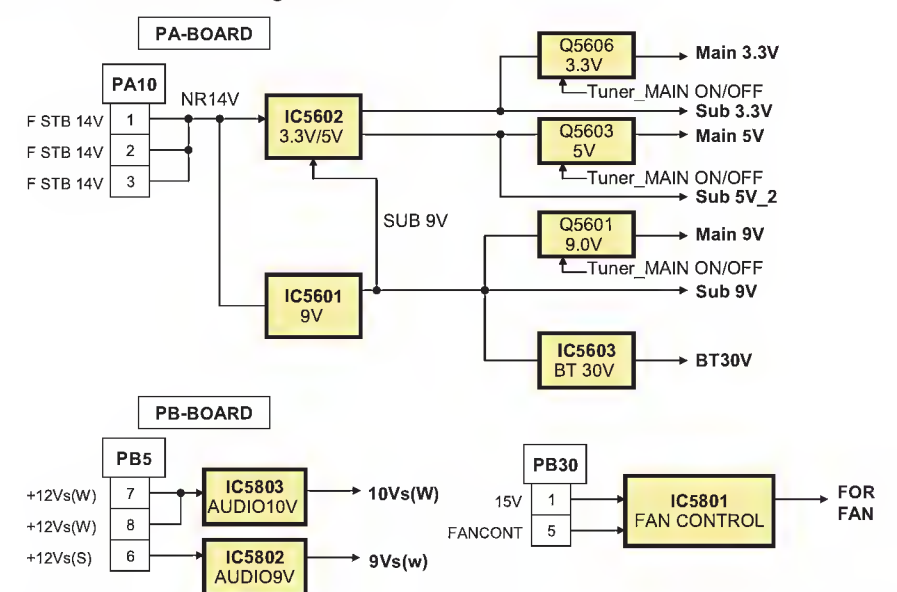 PA-BOARD
PA10
NR14V
F STB 14V 1
F STB 14V 2
F STB 14V 3
IC5602
3.3V/5V
Q5606
3.3V
Main 3.3V
Tuner_MAIN ON/OFF
Sub 3.3V
Q5603
5V
Main 5V
Tuner_MAIN ON/OFF
Sub 5V_2
SUB 9V
Q5601
9.0V
Main 9V
Tuner_MAIN ON/OFF
IC5601
9V
Sub 9V
IC5603
BT 30V
BT30V
PB-BOARD
PB5
+12Vs(W) 7
+12Vs(W) 8
+12Vs(S) 6
IC5803
AUDIO10V
10Vs(W)
IC5802
AUDIO9V
9Vs(w)
PB30
15V 1
FANCONT 5
IC5801
FAN CONTROL
FOR
FAN